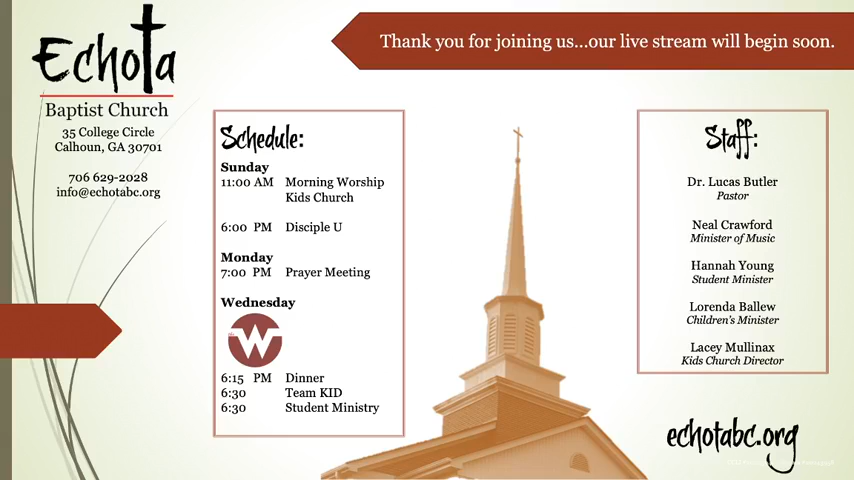 Echota
Baptist Church
35 College Circle
Calhoun, GA 30701
706 629-2028
info@echotabc.org
Thank you for joining us...our live stream will begin soon.
Schedule:
Sunday
11:00 AM Morning Worship
Kids Church
6:00 PM Disciple U
Monday
7:00 PM Prayer Meeting
Wednesday
W
6:15 PM Dinner
6:30 Team KID
6:30 Student Ministry
Staff:
Dr. Lucas Butler
Pastor
Neal Crawford
Minister of Music
Hannah Young
Student Minister
Lorenda Ballew
Children's Minister
Lacey Mullinax
Kids Church Director
echotabc.org